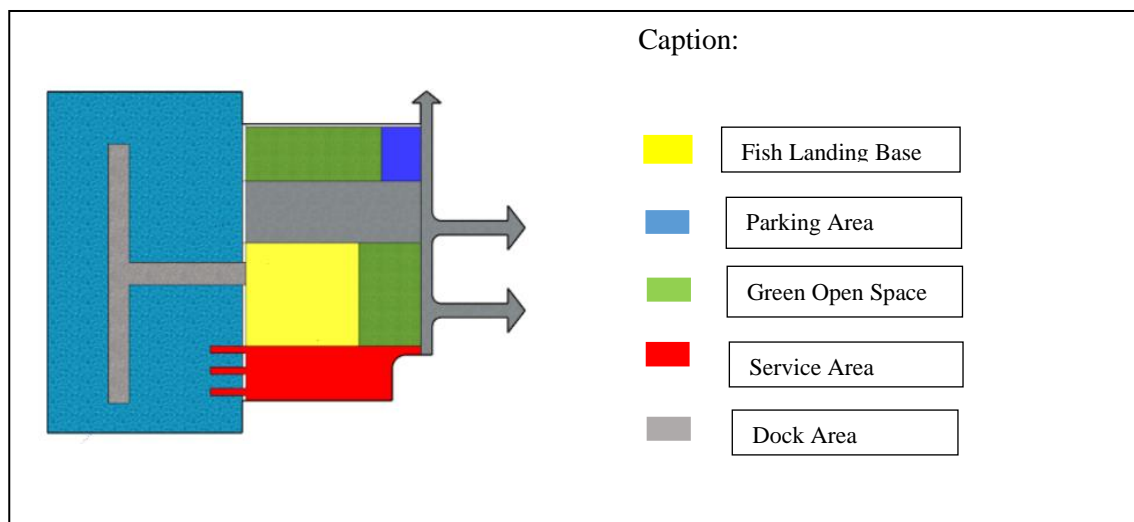 Caption:
Fish Landing Base
Parking Area
Green Open Space
Service Area
Dock Area